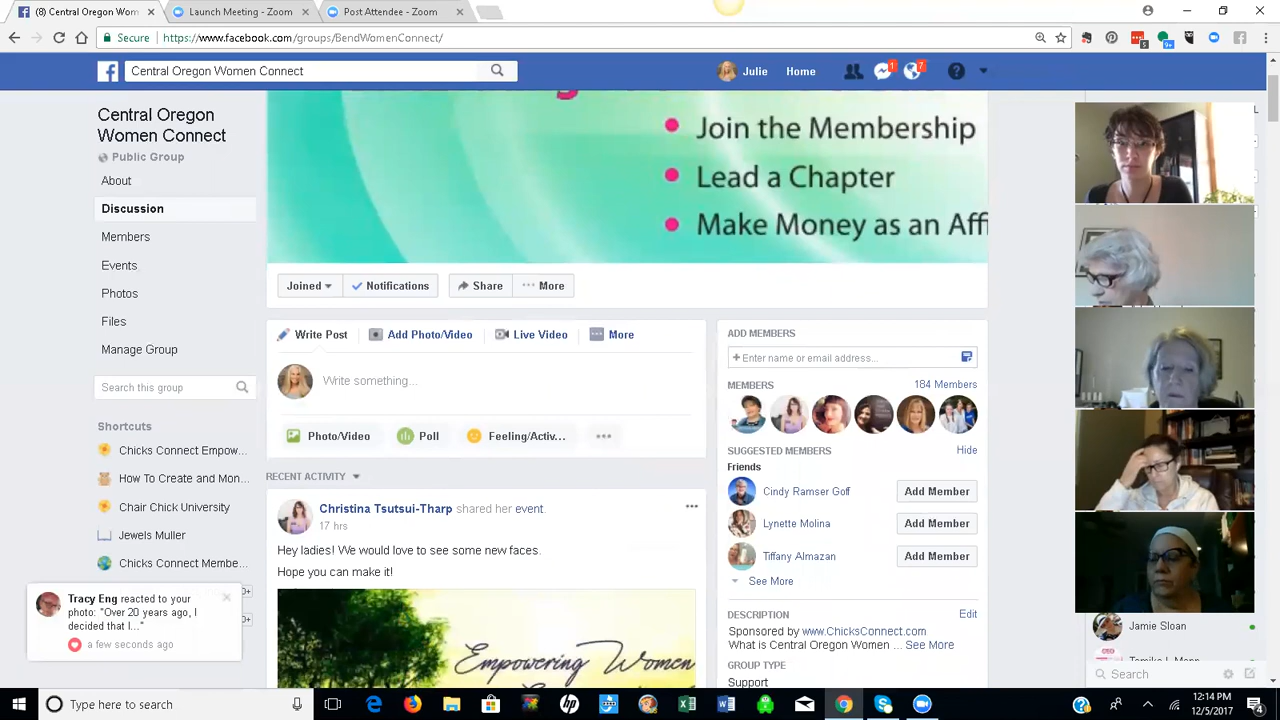 (8) Central Oregon Wom
Launch Meeting - Zoom
Post Attendee - Zoom
Secure
https://www.facebook.com/groups/BendWomenConnect/
5
9+
Central Oregon Women Connect
Julie
Home
1
7
Central Oregon
Women Connect
Public Group
About
Discussion
Members
Events
Photos
Files
Manage Group
Search this group
Shortcuts
Chicks Connect Empow...
How To Create and Mon...
Chair Chick University
Jewels Muller
Chicks Connect Membe...
Tracy Eng reacted to your
photo: "Over 20 years ago, I
decided that I..."
a few seconds ago
Join the Membership
Lead a Chapter
Make Money as an Affi
Joined
Notifications
Share
More
Write Post
Add Photo/Video
Live Video
More
Write something...
Photo/Video
Poll
Feeling/Activ...
RECENT ACTIVITY
Christina Tsutsui-Tharp shared her event.
17 hrs
Hey ladies! We would love to see some new faces.
Hope you can make it!
Empowering Women
ADD MEMBERS
Enter name or email address...
MEMBERS
184 Members
SUGGESTED MEMBERS
Hide
Friends
Cindy Ramser Goff
Add Member
Lynette Molina
Add Member
Tiffany Almazan
Add Member
See More
DESCRIPTION
Edit
Sponsored by www.ChicksConnect.com
What is Central Oregon Women ... See More
GROUP TYPE
Support
Jamie Sloan
Search
Type here to search
12:14 PM
12/5/2017
4